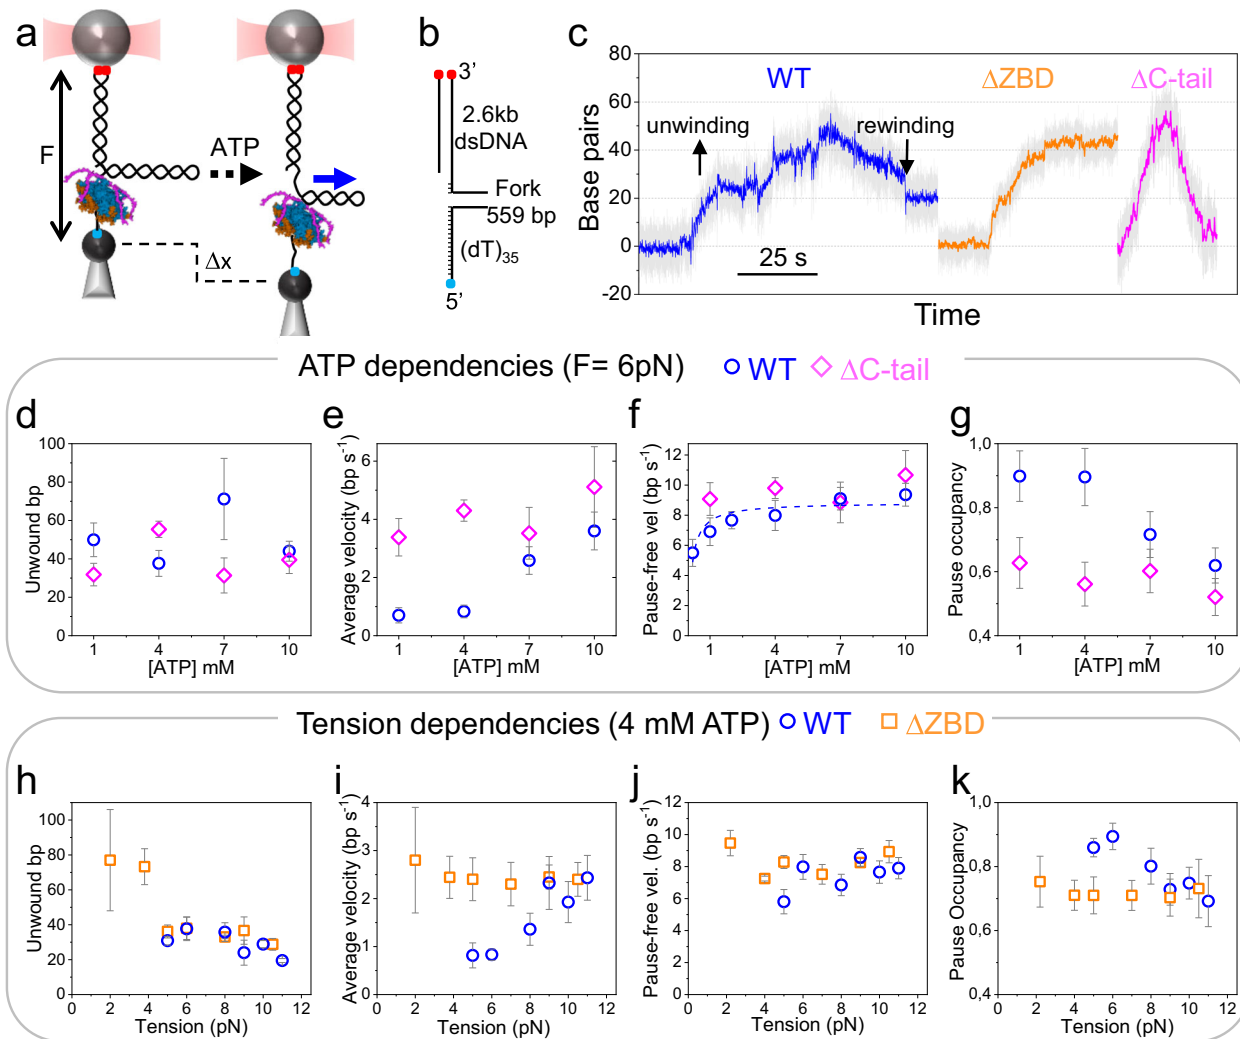 a
F
ATP
Δx
b
3’
2.6kb
dsDNA
Fork
559 bp
(dT)35
5’
c
Base pairs
80
60
40
20
0
-20
WT
ΔZBD
ΔC-tail
unwinding
rewinding
25 s
Time
ATP dependencies (F= 6pN) WT ΔC-tail
d
Unwound bp
100
80
60
40
20
0
1 4 7 10
[ATP] mM
e
Average velocity (bp s-1)
6
4
2
0
1 4 7 10
[ATP] mM
f
Pause-free vel (bp s-1)
12
10
8
6
4
2
0
1 4 7 10
[ATP] mM
g
Pause occupancy
1,0
0,8
0,6
0,4
1 4 7 10
[ATP] mM
Tension dependencies (4 mM ATP) WT ΔZBD
h
Unwound bp
100
80
60
40
20
0
0 2 4 6 8 10 12
Tension (pN)
i
Average velocity (bp s-1)
4
3
2
1
0
0 2 4 6 8 10 12
Tension (pN)
j
Pause-free vel. (bp s-1)
12
10
8
6
4
2
0
0 2 4 6 8 10 12
Tension (pN)
k
Pause Occupancy
1,0
0,8
0,6
0,4
0 2 4 6 8 10 12
Tension (pN)